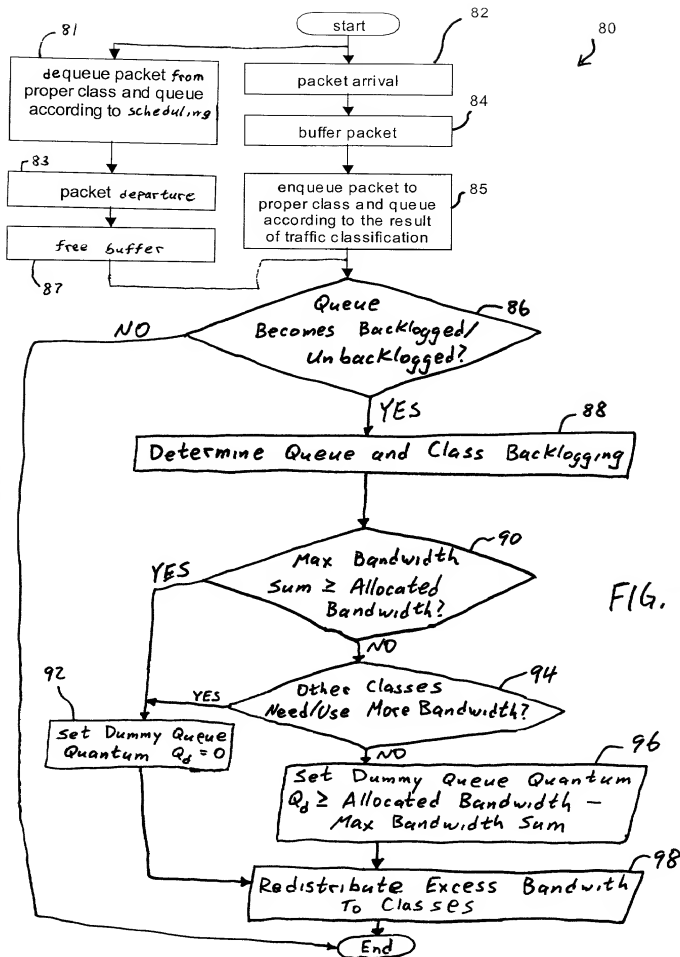 start
80
81
dequeue packet from
proper class and queue
according to scheduling
82
packet arrival
84
buffer packet
83
packet departure
85
enqueue packet to
proper class and queue
according to the result
of traffic classification
free buffer
87
86
Queue
Becomes Backlogged/
Unbacklogged?
NO
YES
88
Determine Queue and Class Backlogging
90
Max Bandwidth
Sum ≥ Allocated
Bandwidth?
YES
NO
FIG.
94
Other Classes
Need/Use More Bandwidth?
YES
NO
92
Set Dummy Queue
Quantum Qd = 0
96
Set Dummy Queue Quantum
Qd ≥ Allocated Bandwidth –
Max Bandwidth Sum
98
Redistribute Excess Bandwith
To Classes
End